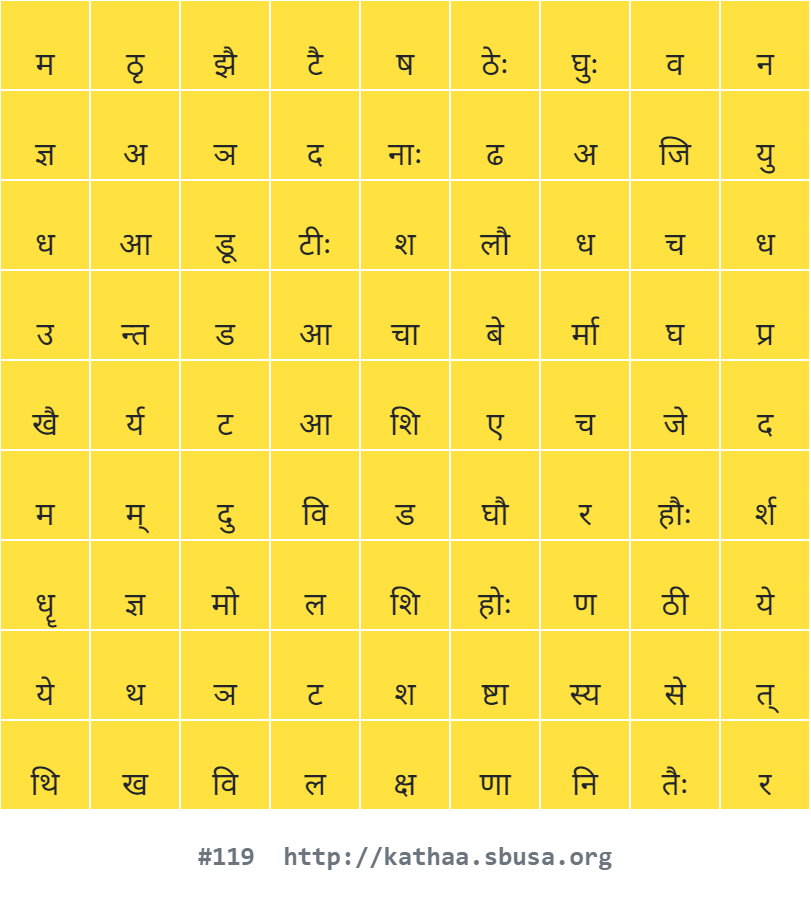 म ठृ झै टै ष ठेः घुः व न
ज्ञ अ ञ द नाः ढ अ जि यु
ध आ डू टीः श लौ ध च ध
उ न्त ड आ चा बे र्मा घ प्र
खै र्य ट आ शि ए च जे द
म म् दु वि ड घौ र हौः र्श
धॄ ज्ञ मो ल शि होः ण ठी ये
ये थ ञ ट श ष्टा स्य से त्
थि ख वि ल क्ष णा नि तैः र
#119 http://kathaa.sbusa.org